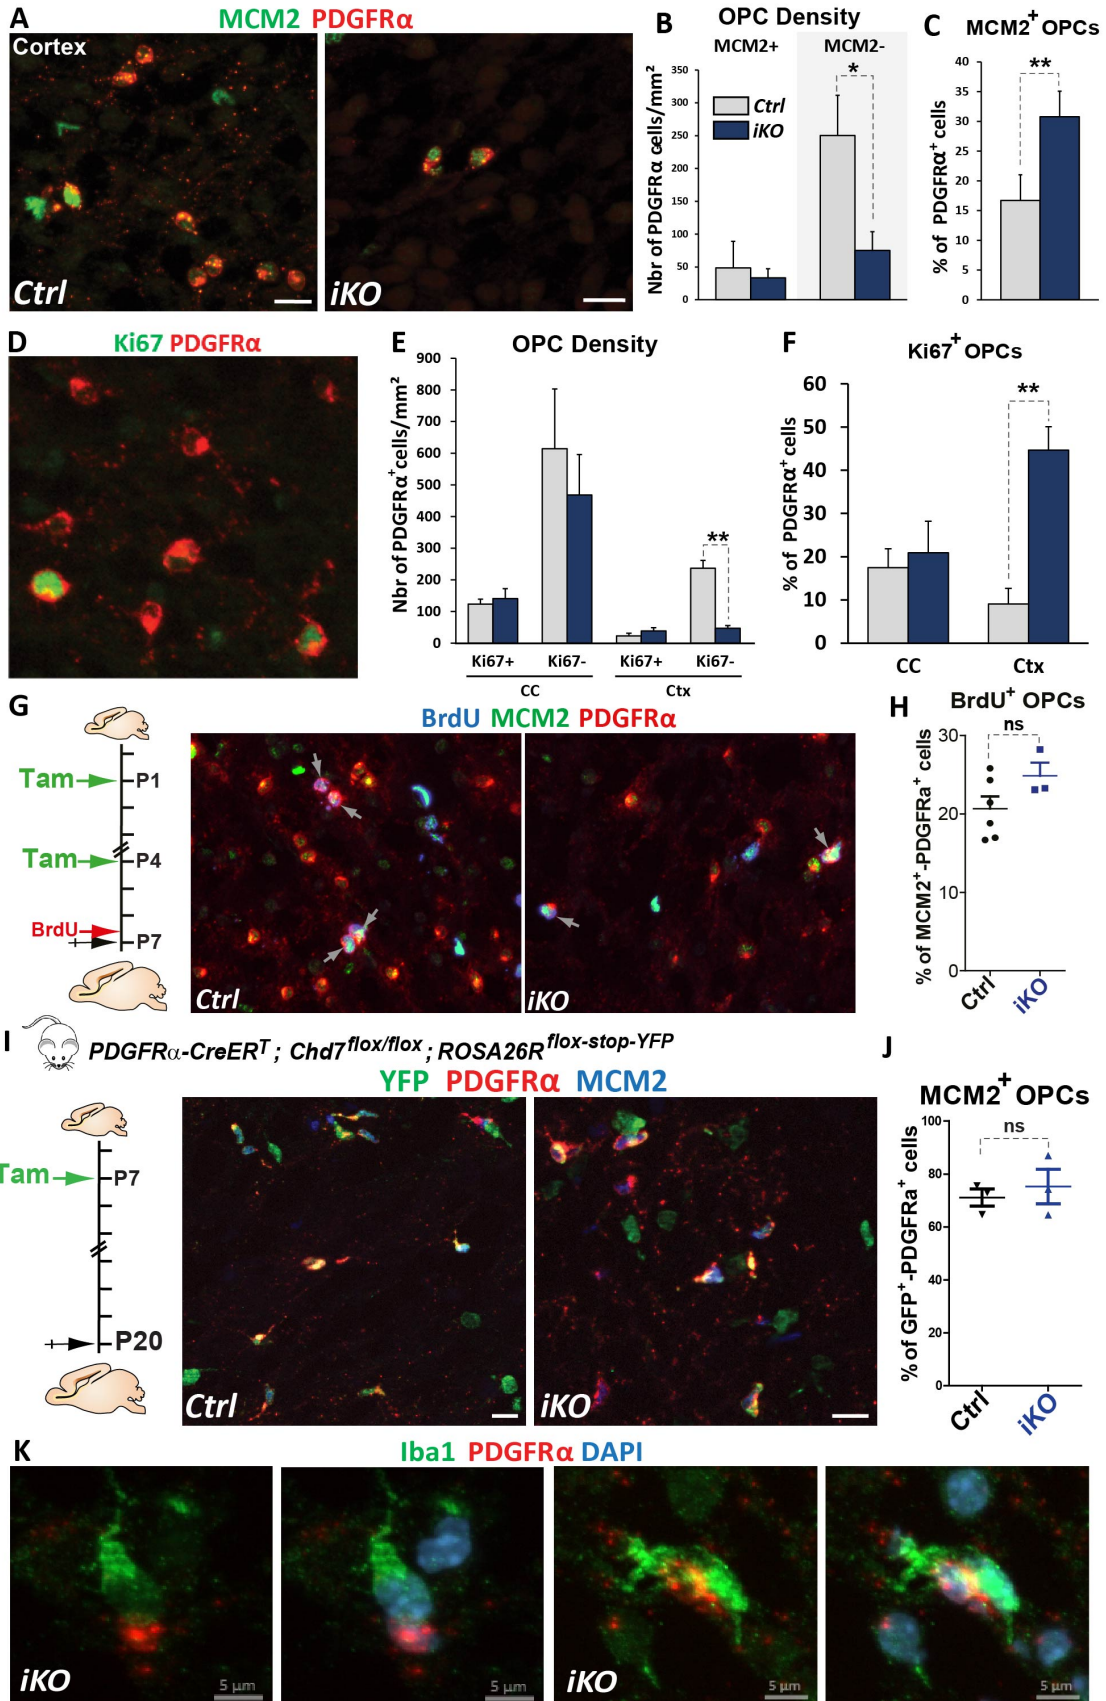 A
MCM2 PDGFRα
Cortex
Ctrl
iKO
B
OPC Density
MCM2+
MCM2-
Nbr of PDGFRα cells/mm²
350
300
250
200
150
100
50
0
Ctrl
iKO
*
C
MCM2+ OPCs
% of PDGFRα+ cells
40
35
30
25
20
15
10
5
0
**
D
Ki67 PDGFRα
E
OPC Density
Nbr of PDGFRα+ cells/mm²
900
800
700
600
500
400
300
200
100
0
**
Ki67+
Ki67-
Ki67+
Ki67-
CC
Ctx
F
Ki67+ OPCs
% of PDGFRα+ cells
60
50
40
30
20
10
0
**
CC
Ctx
G
Tam
P1
Tam
P4
BrdU
P7
BrdU MCM2 PDGFRα
Ctrl
iKO
H
BrdU+ OPCs
% of MCM2+-PDGFRa+ cells
30
20
10
0
ns
Ctrl
iKO
I
PDGFRα-CreERT ; Chd7flox/flox ; ROSA26Rflox-stop-YFP
YFP PDGFRα MCM2
Tam
P7
P20
Ctrl
iKO
J
MCM2+ OPCs
% of GFP+-PDGFRa+ cells
100
80
60
40
20
0
ns
Ctrl
iKO
K
Iba1 PDGFRα DAPI
iKO
5 µm
5 µm
iKO
5 µm
5 µm